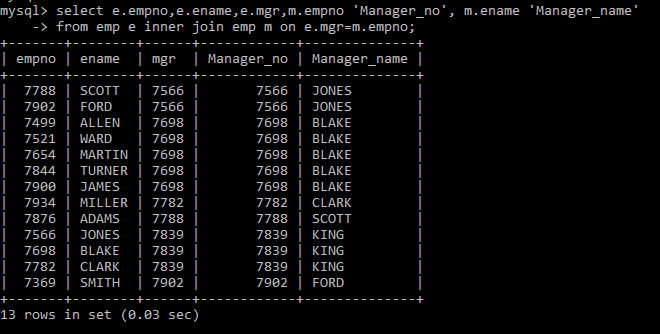 mysql> select e.empno,e.ename,e.mgr,m.empno 'Manager_no', m.ename 'Manager_name'
    -> from emp e inner join emp m on e.mgr=m.empno;
+-------+--------+------+------------+--------------+
| empno | ename  | mgr  | Manager_no | Manager_name |
+-------+--------+------+------------+--------------+
|  7788 | SCOTT  | 7566 |       7566 | JONES        |
|  7902 | FORD   | 7566 |       7566 | JONES        |
|  7499 | ALLEN  | 7698 |       7698 | BLAKE        |
|  7521 | WARD   | 7698 |       7698 | BLAKE        |
|  7654 | MARTIN | 7698 |       7698 | BLAKE        |
|  7844 | TURNER | 7698 |       7698 | BLAKE        |
|  7900 | JAMES  | 7698 |       7698 | BLAKE        |
|  7934 | MILLER | 7782 |       7782 | CLARK        |
|  7876 | ADAMS  | 7788 |       7788 | SCOTT        |
|  7566 | JONES  | 7839 |       7839 | KING         |
|  7698 | BLAKE  | 7839 |       7839 | KING         |
|  7782 | CLARK  | 7839 |       7839 | KING         |
|  7369 | SMITH  | 7902 |       7902 | FORD         |
+-------+--------+------+------------+--------------+
13 rows in set (0.03 sec)